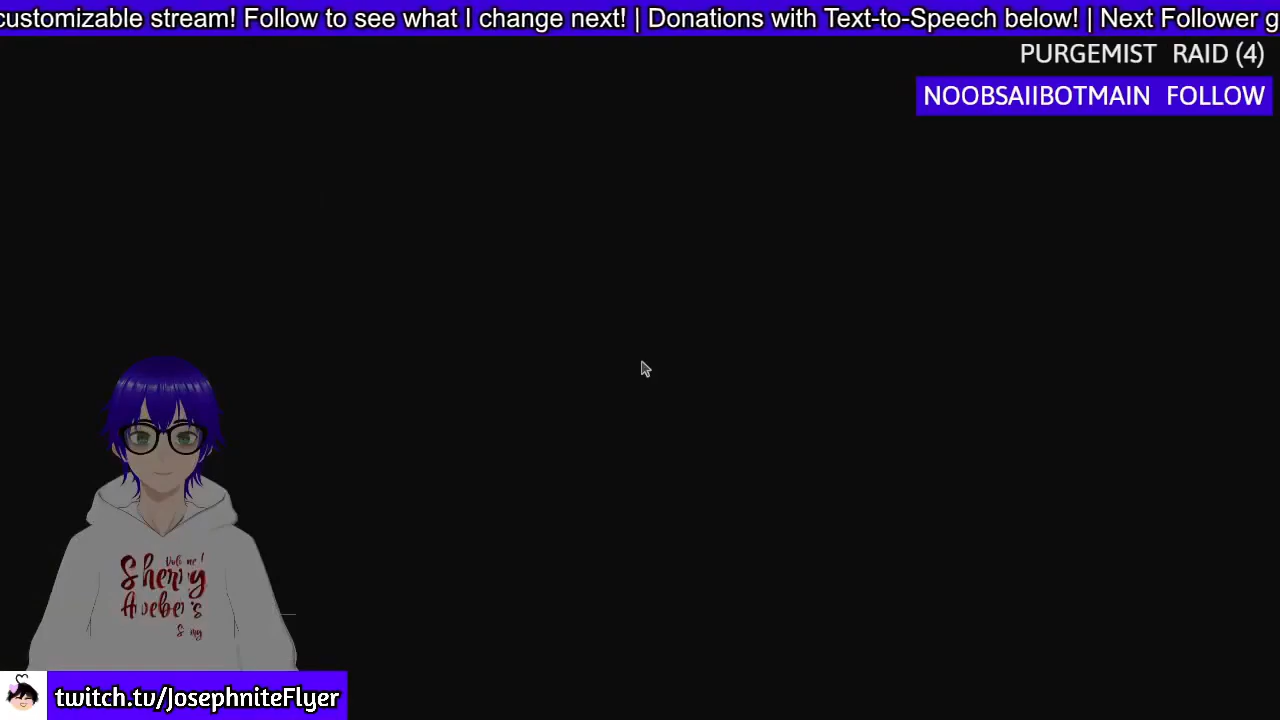 customizable stream! Follow to see what I change next! | Donations with Text-to-Speech below! | Next Follower g
PURGEMIST RAID (4)
NOOBSAIIBOTMAIN FOLLOW
Sherry
twitch.tv/JosephniteFlyer